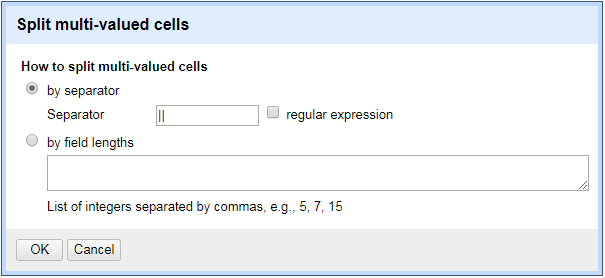 Split multi-valued cells
How to split multi-valued cells
by separator
Separator || regular expression
by field lengths
List of integers separated by commas, e.g., 5, 7, 15
OK Cancel